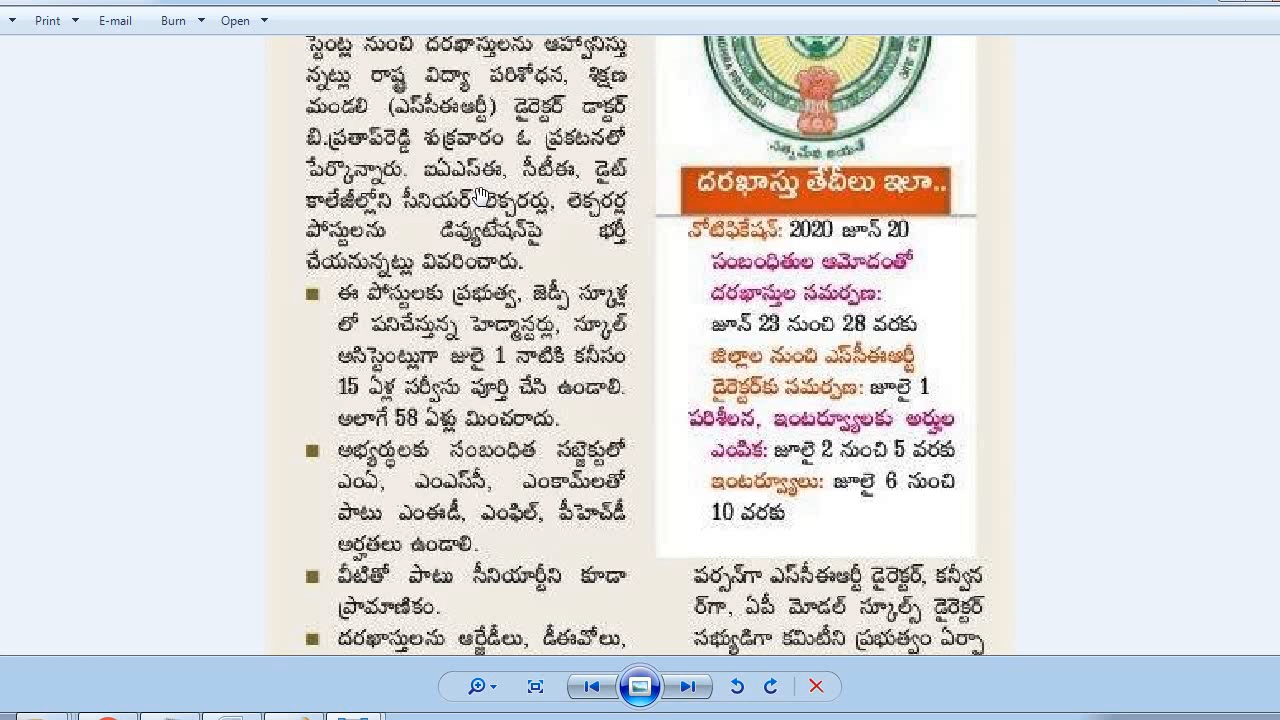 Print
E-mail
Burn
Open
స్టెంట్ల నుంచి దరఖాస్తులను ఆహ్వానిస్తు
న్నట్లు రాష్ట్ర విద్యా పరిశోధన, శిక్షణ
మండలి (ఎస్‌సీఈఆర్టీ) డైరెక్టర్ డాక్టర్
బి.ప్రతాప్‌రెడ్డి శుక్రవారం ఓ ప్రకటనలో
పేర్కొన్నారు. ఐఏఎస్ఈ, సీటీఈ, డైట్
కాలేజీల్లోని సీనియర్ లెక్చరర్లు, లెక్చరర్ల
పోస్టులను డిప్యుటేషన్‌పై భర్తీ
చేయనున్నట్లు వివరించారు.
■ ఈ పోస్టులకు ప్రభుత్వ, జెడ్పీ స్కూళ్ల
లో పనిచేస్తున్న హెడ్మాస్టర్లు, స్కూల్
అసిస్టెంట్లుగా జులై 1 నాటికి కనీసం
15 ఏళ్ల సర్వీసు పూర్తి చేసి ఉండాలి.
అలాగే 58 ఏళ్లు మించరాదు.
■ అభ్యర్థులకు సంబంధిత సబ్జెక్టులో
ఎంఏ, ఎంఎస్‌సీ, ఎంకామ్‌లతో
పాటు ఎంఈడీ, ఎంఫిల్, పీహెచ్‌డీ
అర్హతలు ఉండాలి.
■ వీటితో పాటు సీనియార్టీని కూడా
ప్రామాణికం.
■ దరఖాస్తులను ఆర్జేడీలు, డీఈవోలు,
దరఖాస్తు తేదీలు ఇలా..
నోటిఫికేషన్: 2020 జూన్ 20
సంబంధితుల ఆమోదంతో
దరఖాస్తుల సమర్పణ:
జూన్ 23 నుంచి 28 వరకు
జిల్లాల నుంచి ఎస్‌సీఈఆర్టీ
డైరెక్టర్‌కు సమర్పణ: జూలై 1
పరిశీలన, ఇంటర్వ్యూలకు అర్హుల
ఎంపిక: జూలై 2 నుంచి 5 వరకు
ఇంటర్వ్యూలు: జూలై 6 నుంచి
10 వరకు
పర్సన్‌గా ఎస్‌సీఈఆర్టీ డైరెక్టర్, కన్వీన
ర్‌గా, ఏపీ మోడల్ స్కూల్స్ డైరెక్టర్
సభ్యుడిగా కమిటీని ప్రభుత్వం ఏర్పా